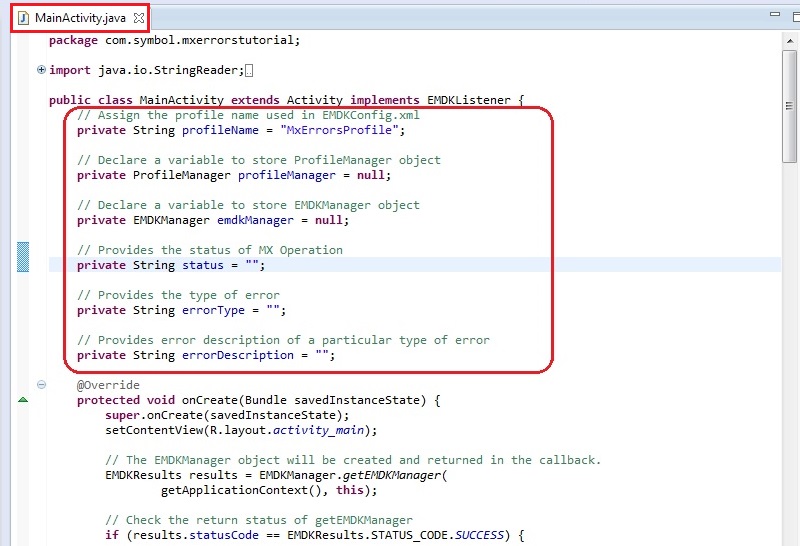 MainActivity.java
package com.symbol.mxerrorstutorial;
import java.io.StringReader;
public class MainActivity extends Activity implements EMDKListener {
// Assign the profile name used in EMDKConfig.xml
private String profileName = "MxErrorsProfile";
// Declare a variable to store ProfileManager object
private ProfileManager profileManager = null;
// Declare a variable to store EMDKManager object
private EMDKManager emdkManager = null;
// Provides the status of MX Operation
private String status = "";
// Provides the type of error
private String errorType = "";
// Provides error description of a particular type of error
private String errorDescription = "";
@Override
protected void onCreate(Bundle savedInstanceState) {
super.onCreate(savedInstanceState);
setContentView(R.layout.activity_main);
// The EMDKManager object will be created and returned in the callback.
EMDKResults results = EMDKManager.getEMDKManager(
getApplicationContext(), this);
// Check the return status of getEMDKManager
if (results.statusCode == EMDKResults.STATUS_CODE.SUCCESS) {